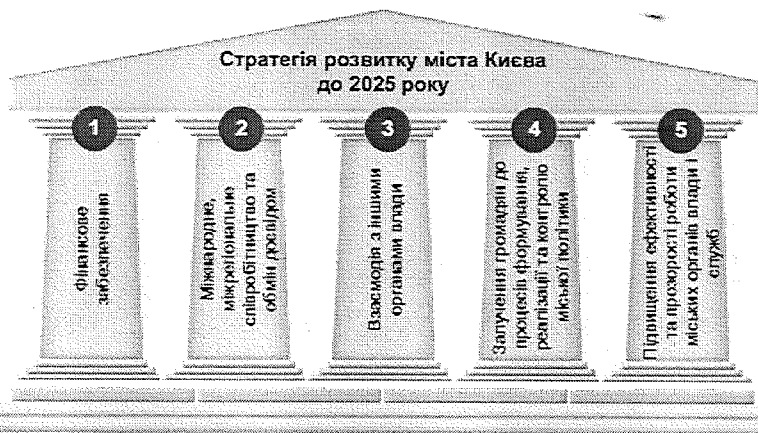 Стратегія розвитку міста Києва
до 2025 року
1
2
3
4
5
Фінансове
забезпечення
Міжнародне,
міжрегіональне
співробітництво та
обмін досвідом
Взаємодія з іншими
органами влади
Залучення громадян до
процесів формування,
реалізації та контролю
міської політики
Підвищення ефективності
та прозорості роботи
міських органів влади і
служб